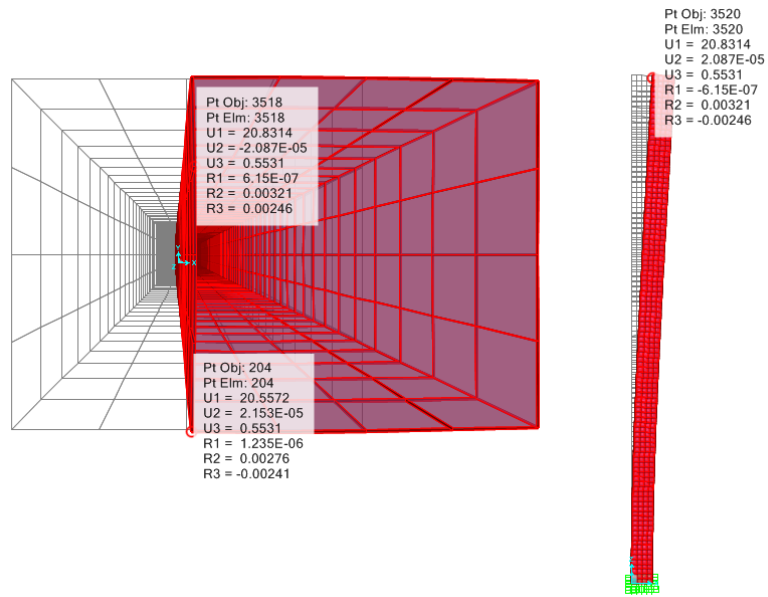 Pt Obj: 3518
Pt Elm: 3518
U1 = 20.8314
U2 = -2.087E-05
U3 = 0.5531
R1 = 6.15E-07
R2 = 0.00321
R3 = 0.00246
Y
X
Z
Pt Obj: 204
Pt Elm: 204
U1 = 20.5572
U2 = 2.153E-05
U3 = 0.5531
R1 = 1.235E-06
R2 = 0.00276
R3 = -0.00241
Pt Obj: 3520
Pt Elm: 3520
U1 = 20.8314
U2 = 2.087E-05
U3 = 0.5531
R1 = -6.15E-07
R2 = 0.00321
R3 = -0.00246